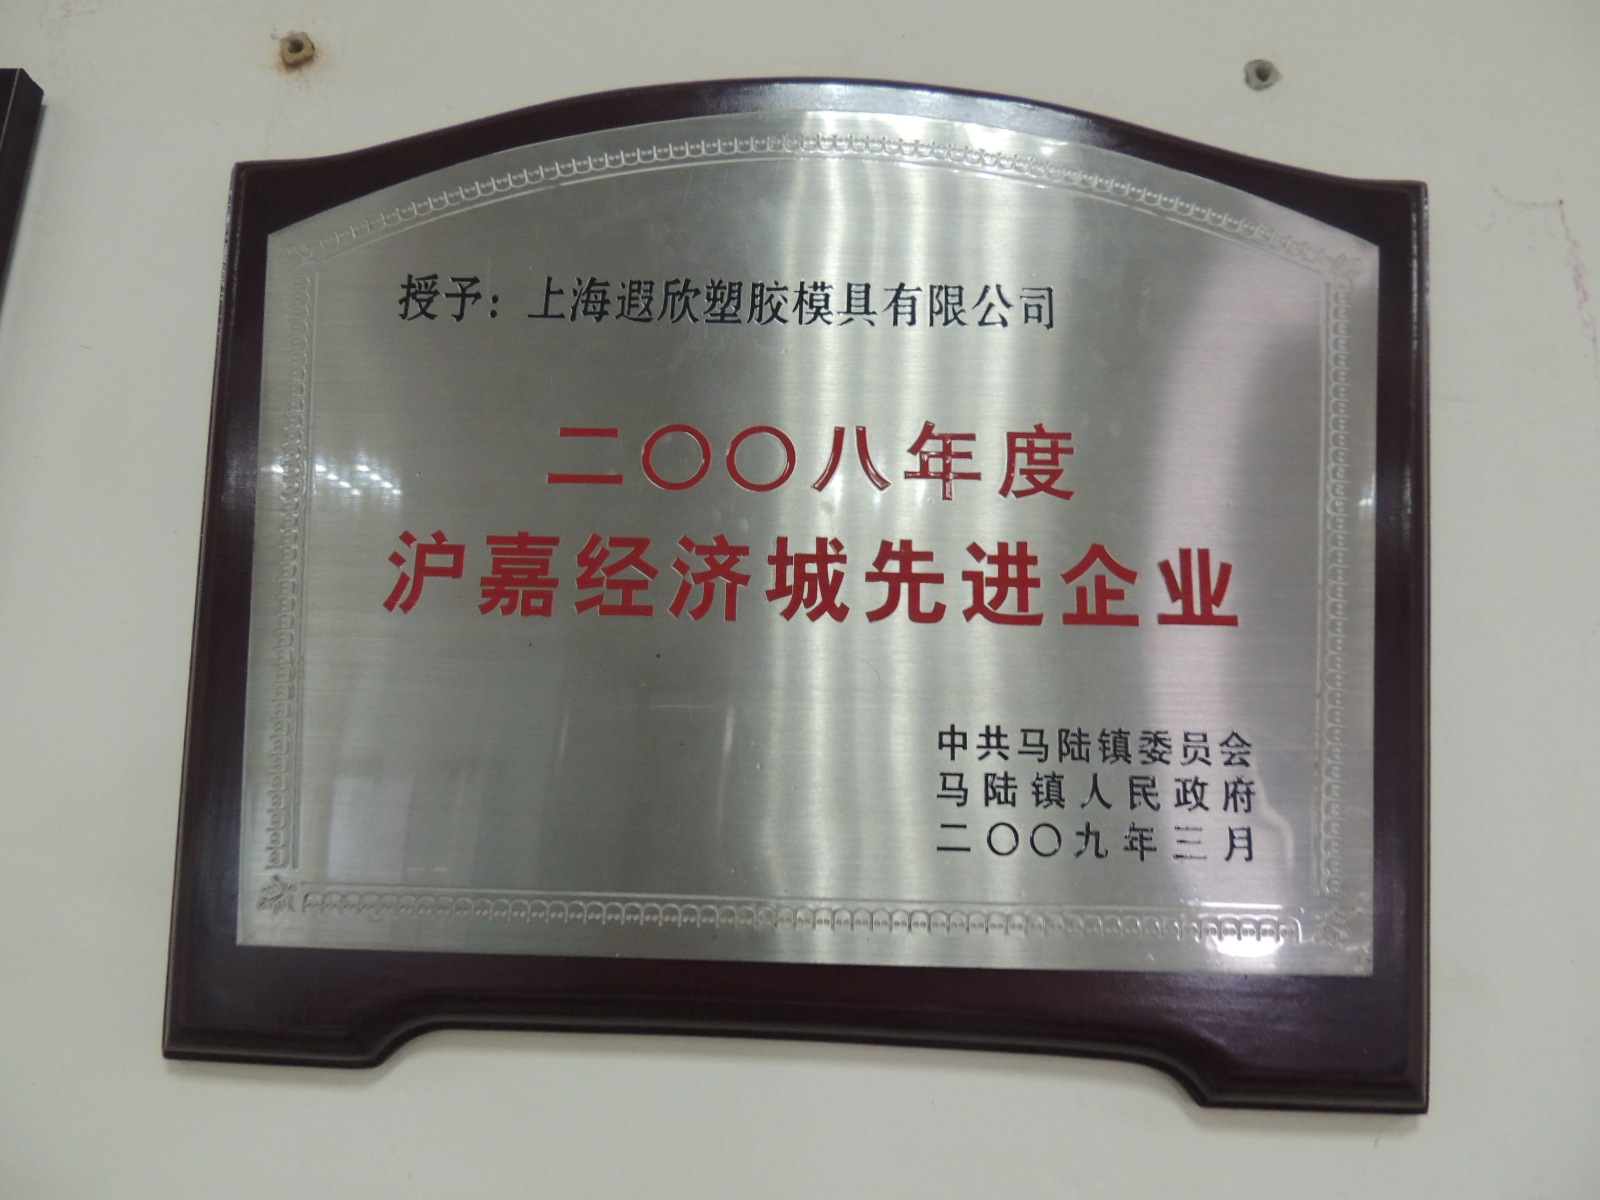 授予：上海遐欣塑胶模具有限公司
二〇〇八年度
沪嘉经济城先进企业
中共马陆镇委员会
马陆镇人民政府
二〇〇九年三月